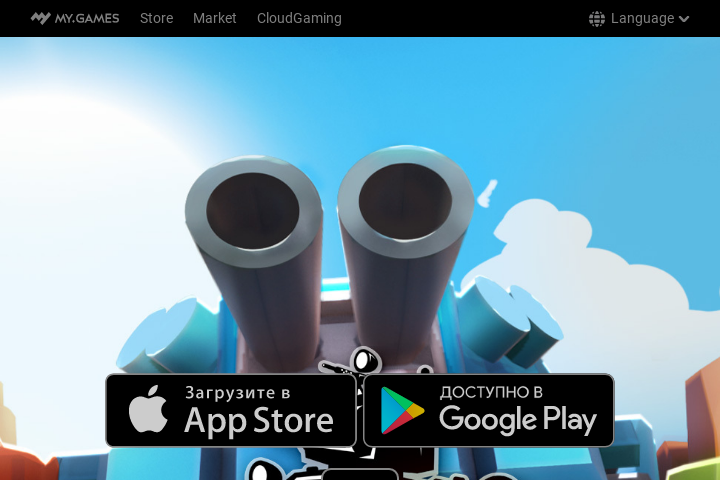 MY.GAMES Store Market CloudGaming Language
Загрузите в
App Store
ДОСТУПНО В
Google Play